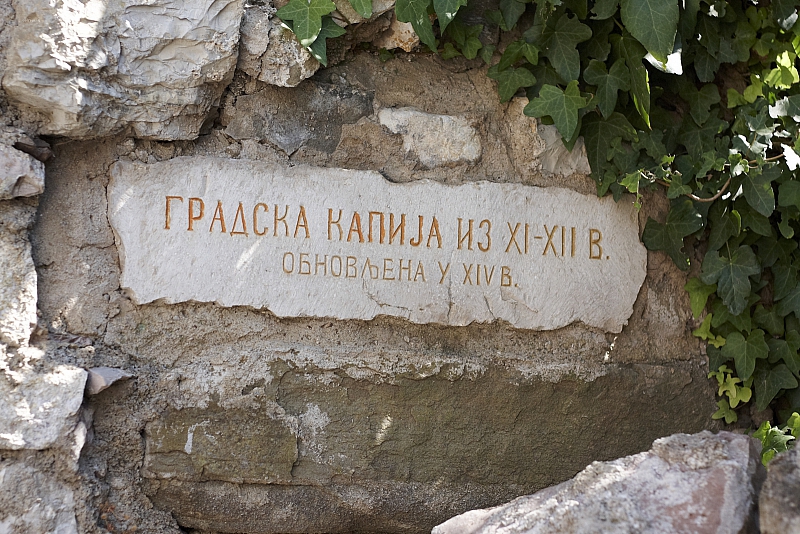 ГРАДСКА КАПИЈА ИЗ XI-XII В.
ОБНОВЉЕНА У XIV В.